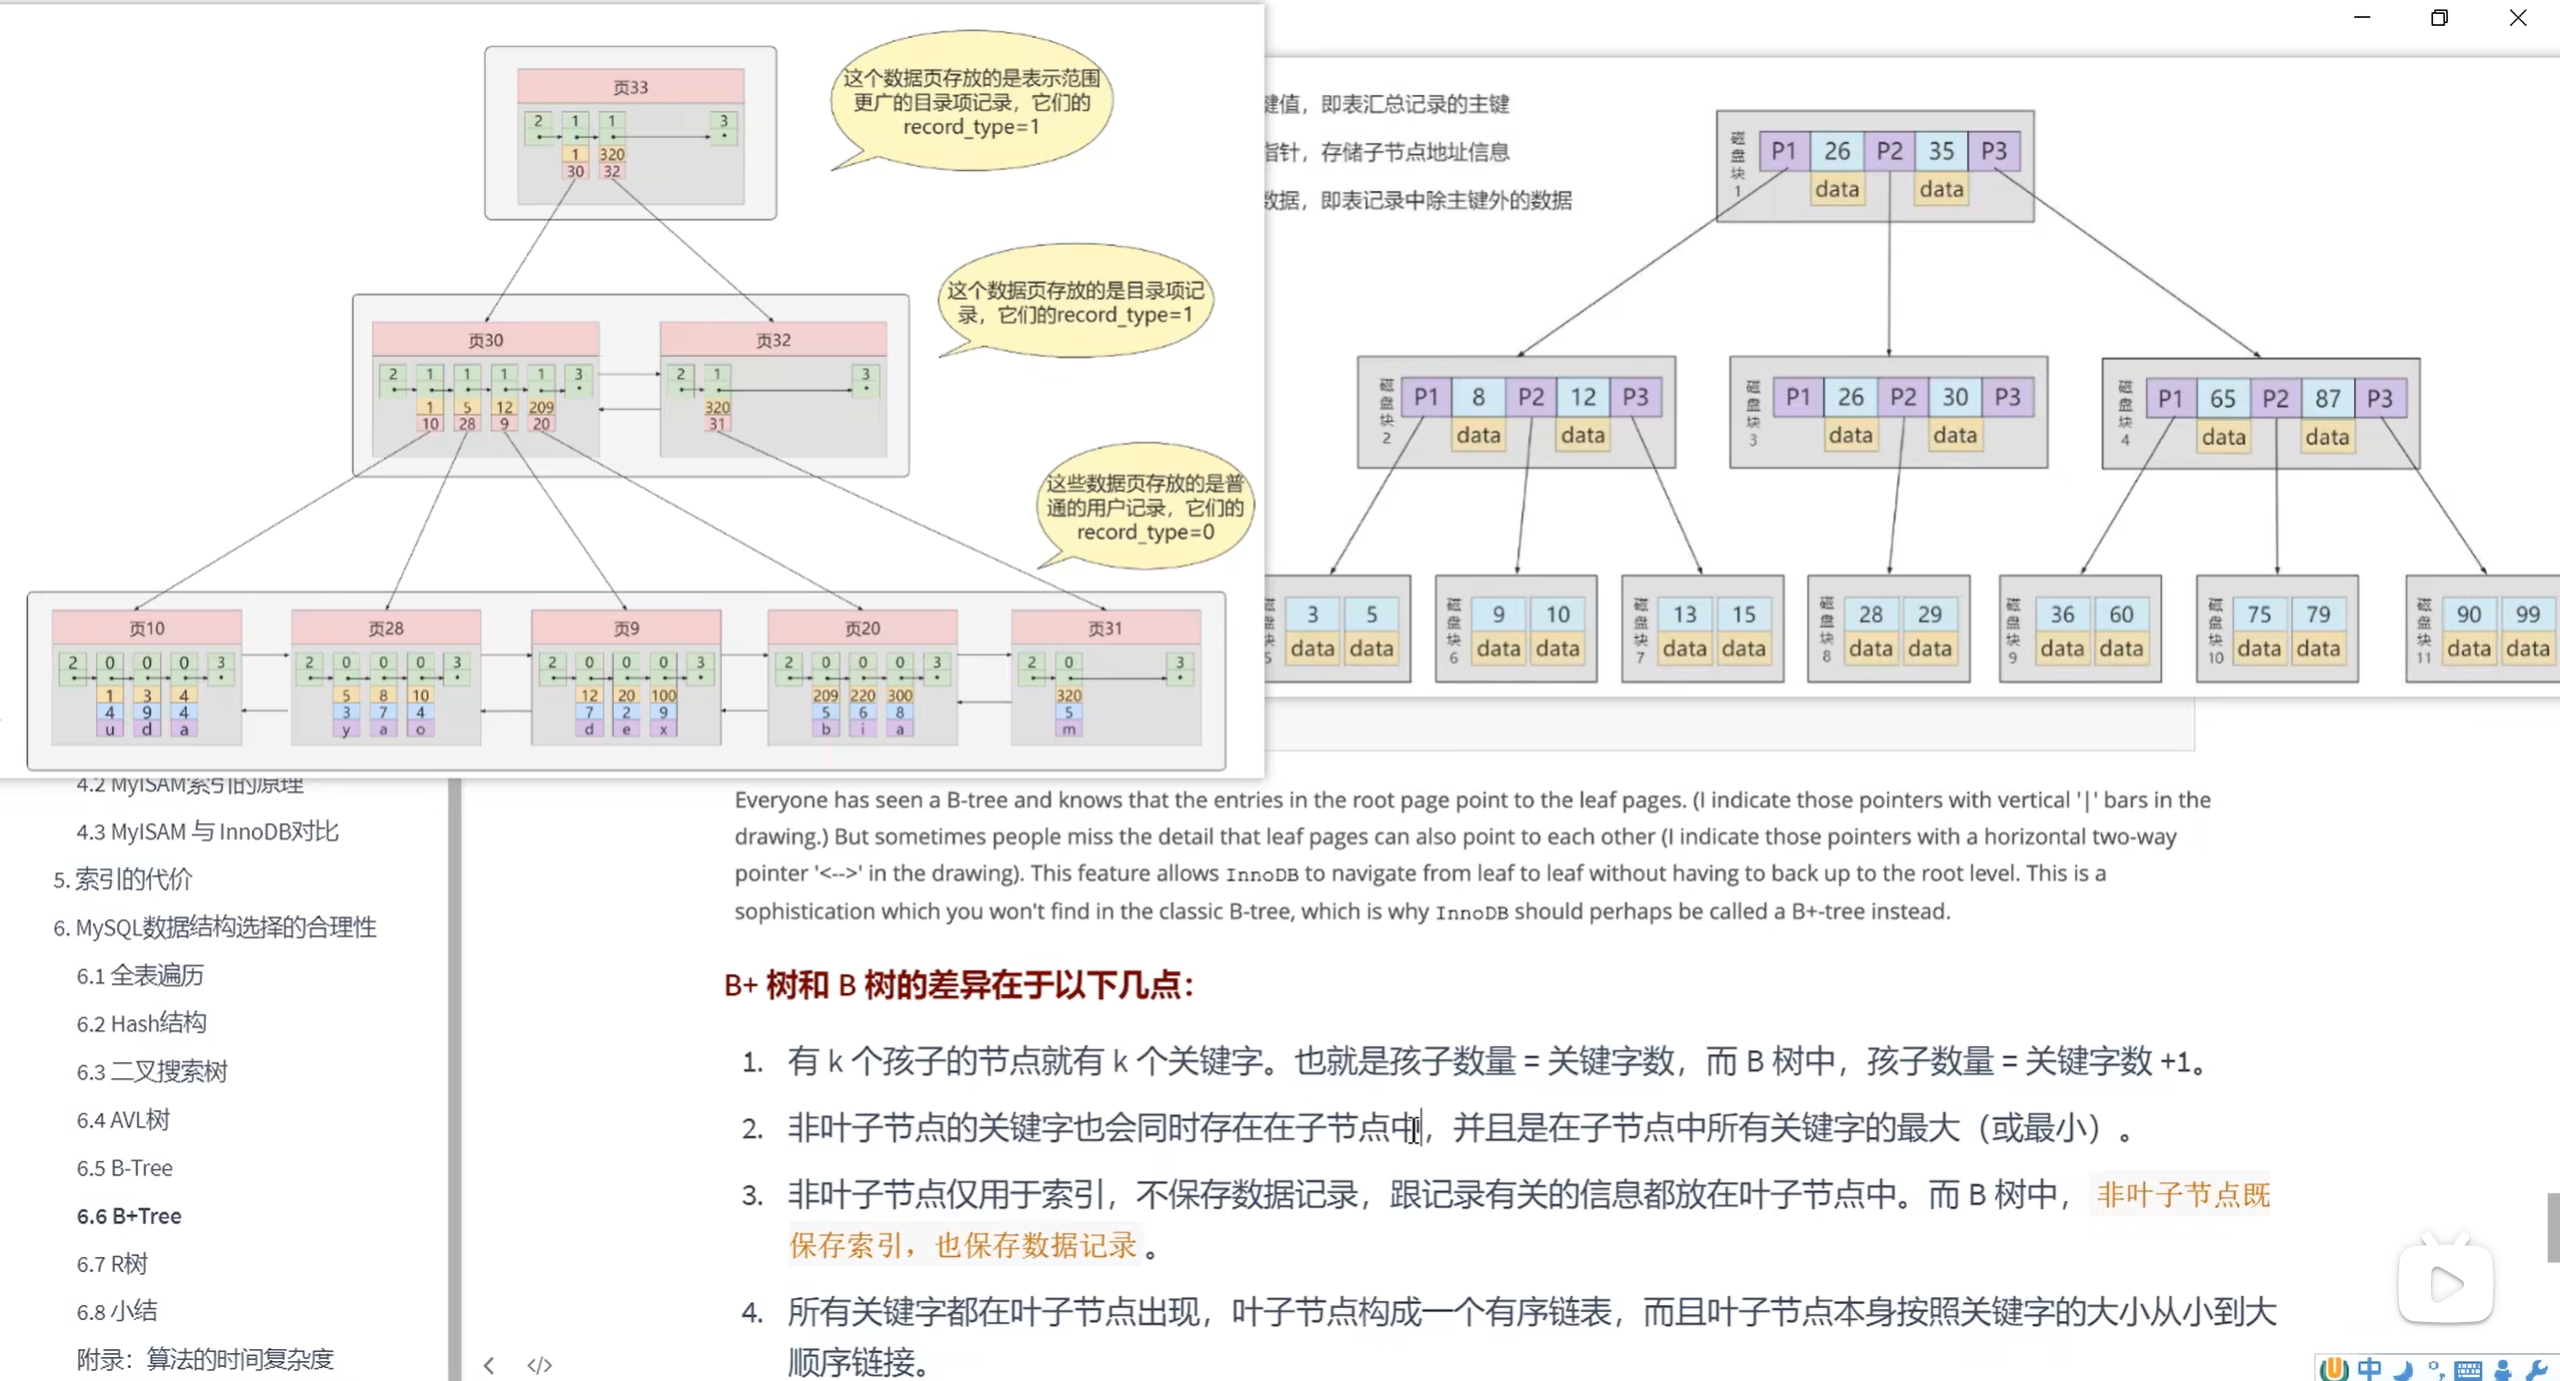 页33
2 1 1 3
1 320
30 32
这个数据页存放的是表示范围
更广的目录项记录，它们的
record_type=1
页30
2 1 1 1 1 3
1 5 12 209
10 28 9 20
页32
2 1 3
320
31
这个数据页存放的是目录项记
录，它们的record_type=1
这些数据页存放的是普
通的用户记录，它们的
record_type=0
页10
2 0 0 0 3
1 3 4
4 9 4
u d a
页28
2 0 0 0 3
5 8 10
3 7 4
y a o
页9
2 0 0 0 3
12 20 100
7 2 9
d e x
页20
2 0 0 0 3
209 220 300
5 6 8
b i a
页31
2 0 3
320
5
m
键值，即表汇总记录的主键
指针，存储子节点地址信息
数据，即表记录中除主键外的数据
磁盘块1
P1 26 P2 35 P3
data data
磁盘块2
P1 8 P2 12 P3
data data
磁盘块3
P1 26 P2 30 P3
data data
磁盘块4
P1 65 P2 87 P3
data data
磁盘块5
3 5
data data
磁盘块6
9 10
data data
磁盘块7
13 15
data data
磁盘块8
28 29
data data
磁盘块9
36 60
data data
磁盘块10
75 79
data data
磁盘块11
90 99
data data
4.2 MyISAM索引的原理
4.3 MyISAM 与 InnoDB对比
5. 索引的代价
6. MySQL数据结构选择的合理性
6.1 全表遍历
6.2 Hash结构
6.3 二叉搜索树
6.4 AVL树
6.5 B-Tree
6.6 B+Tree
6.7 R树
6.8 小结
附录：算法的时间复杂度
Everyone has seen a B-tree and knows that the entries in the root page point to the leaf pages. (I indicate those pointers with vertical '|' bars in the
drawing.) But sometimes people miss the detail that leaf pages can also point to each other (I indicate those pointers with a horizontal two-way
pointer '<-->' in the drawing). This feature allows InnoDB to navigate from leaf to leaf without having to back up to the root level. This is a
sophistication which you won't find in the classic B-tree, which is why InnoDB should perhaps be called a B+-tree instead.
B+ 树和 B 树的差异在于以下几点：
1. 有 k 个孩子的节点就有 k 个关键字。也就是孩子数量 = 关键字数，而 B 树中，孩子数量 = 关键字数 +1。
2. 非叶子节点的关键字也会同时存在在子节点中，并且是在子节点中所有关键字的最大（或最小）。
3. 非叶子节点仅用于索引，不保存数据记录，跟记录有关的信息都放在叶子节点中。而 B 树中， 非叶子节点既
保存索引，也保存数据记录 。
4. 所有关键字都在叶子节点出现，叶子节点构成一个有序链表，而且叶子节点本身按照关键字的大小从小到大
顺序链接。
</>
中